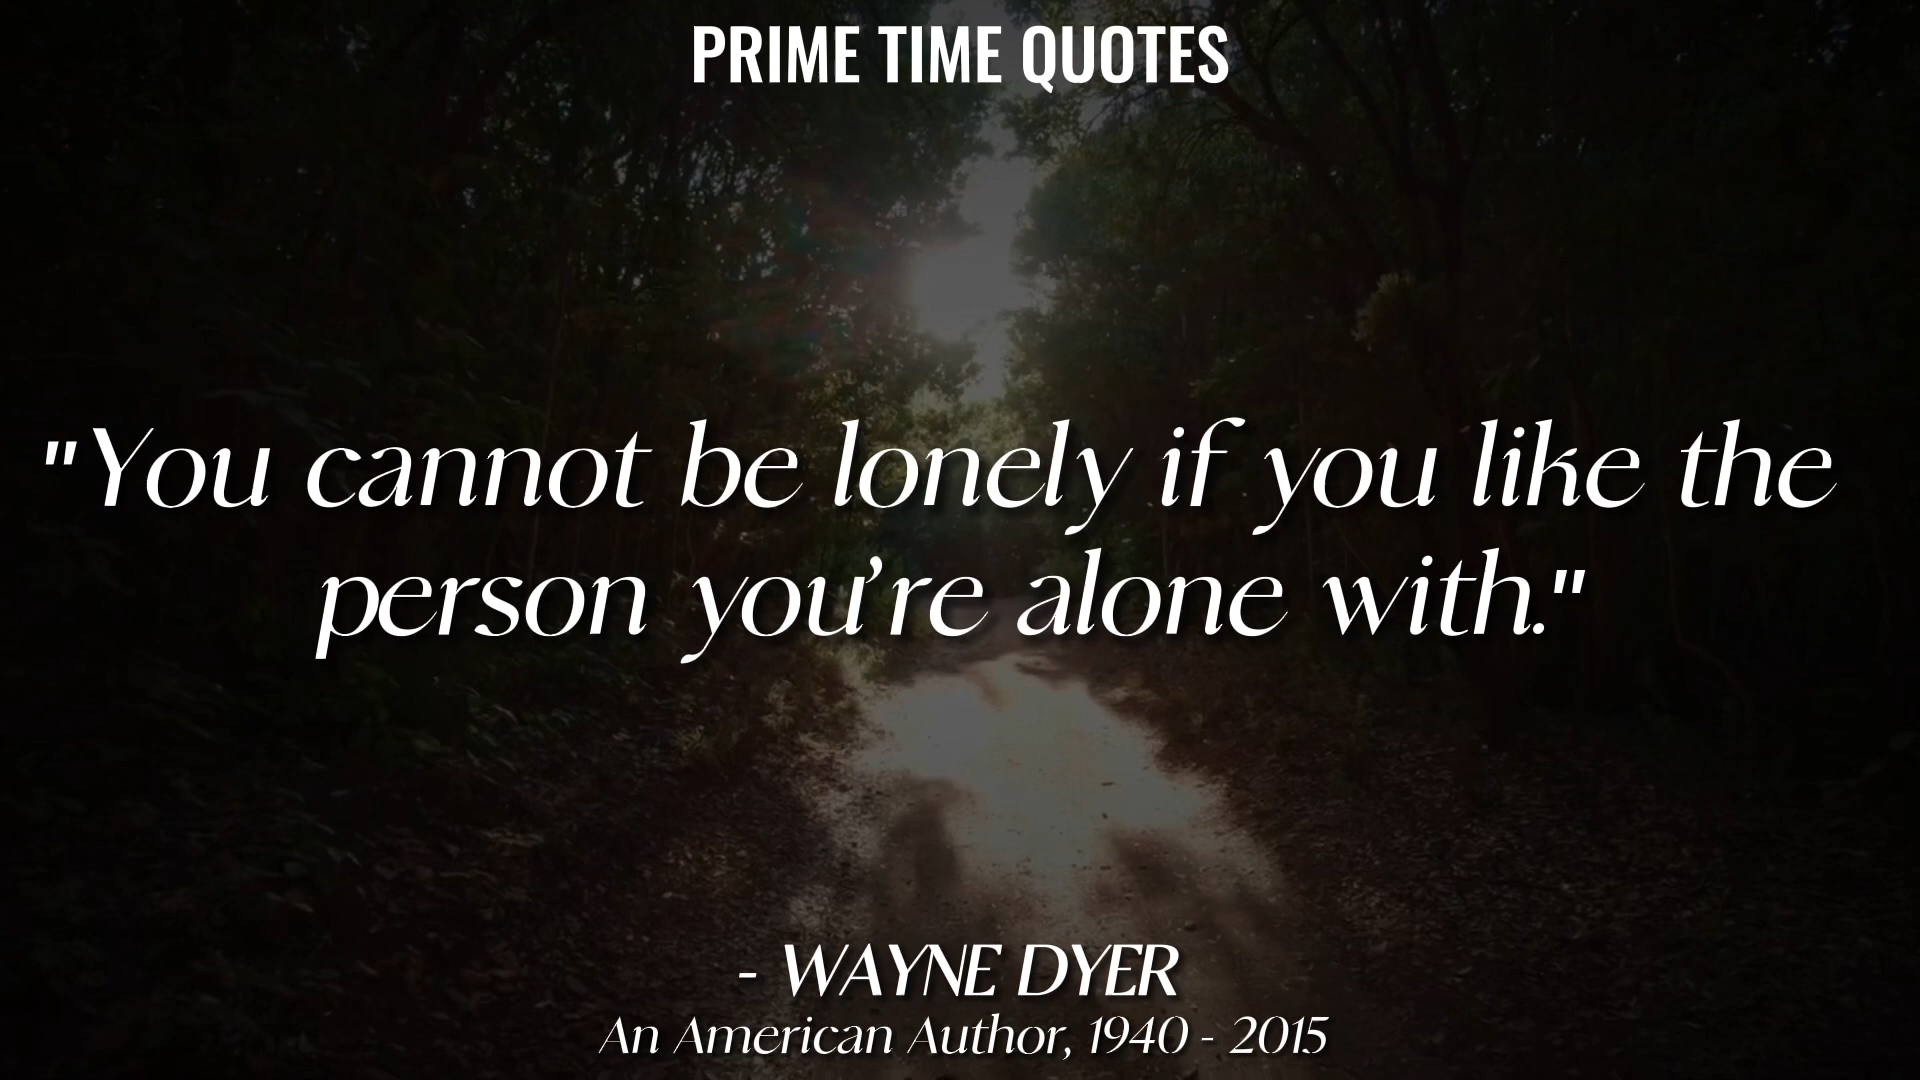 PRIME TIME QUOTES
"You cannot be lonely if you like the
person you’re alone with."
- WAYNE DYER
An American Author, 1940 - 2015